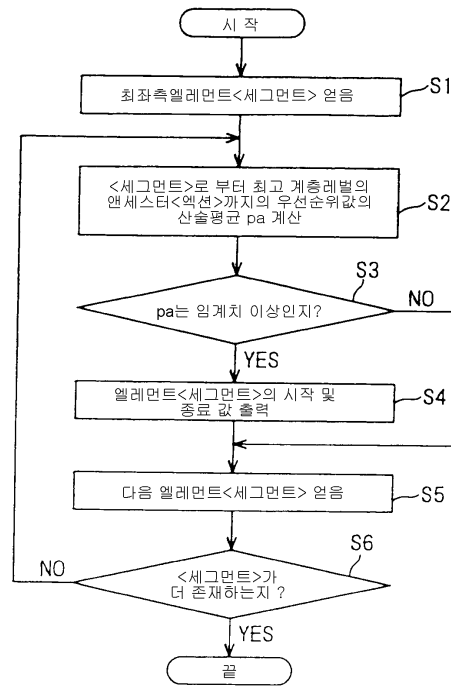 시 작
최좌측엘레먼트<세그먼트> 얻음
S1
<세그먼트>로 부터 최고 계층레벌의
앤세스터<엑션>까지의 우선순위값의
산술평균 pa 계산
S2
S3
pa는 임계치 이상인지?
NO
YES
엘레먼트<세그먼트>의 시작 및
종료 값 출력
S4
다음 엘레먼트<세그먼트> 얻음
S5
S6
<세그먼트>가
더 존재하는지 ?
NO
YES
끝